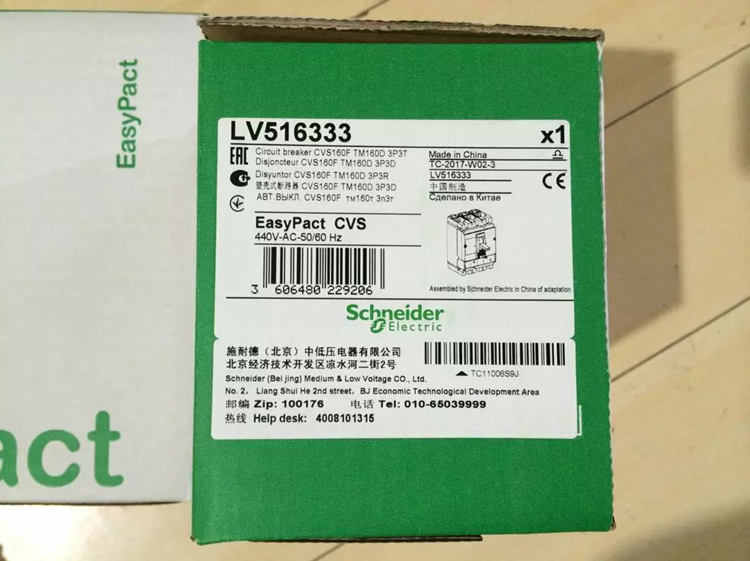 EasyPact
act
LV516333
x1
EAC
Circuit breaker CVS160F TM160D 3P3T
Disjoncteur CVS160F TM160D 3P3D
Disyuntor CVS160F TM160D 3P3R
塑壳式断路器 CVS160F TM160D 3P3D
АВТ.ВЫКЛ. CVS160F тм160т 3п3т
Made in China
TC-2017-W02-3
LV516333
中国制造
Сделано в Китае
CE
EasyPact CVS
440V-AC-50/60 Hz
3 606480 229206
Assembled by Schneider Electric in China of adaptation
Schneider
Electric
施耐德（北京）中低压电器有限公司
北京经济技术开发区凉水河二街2号
TC11006S9J
Schneider (Bei jing) Medium & Low Voltage CO., Ltd.
No. 2, Liang Shui He 2nd street, BJ Economic Technological Development Area
邮编 Zip: 100176 电话 Tel: 010-65039999
热线 Help desk: 4008101315